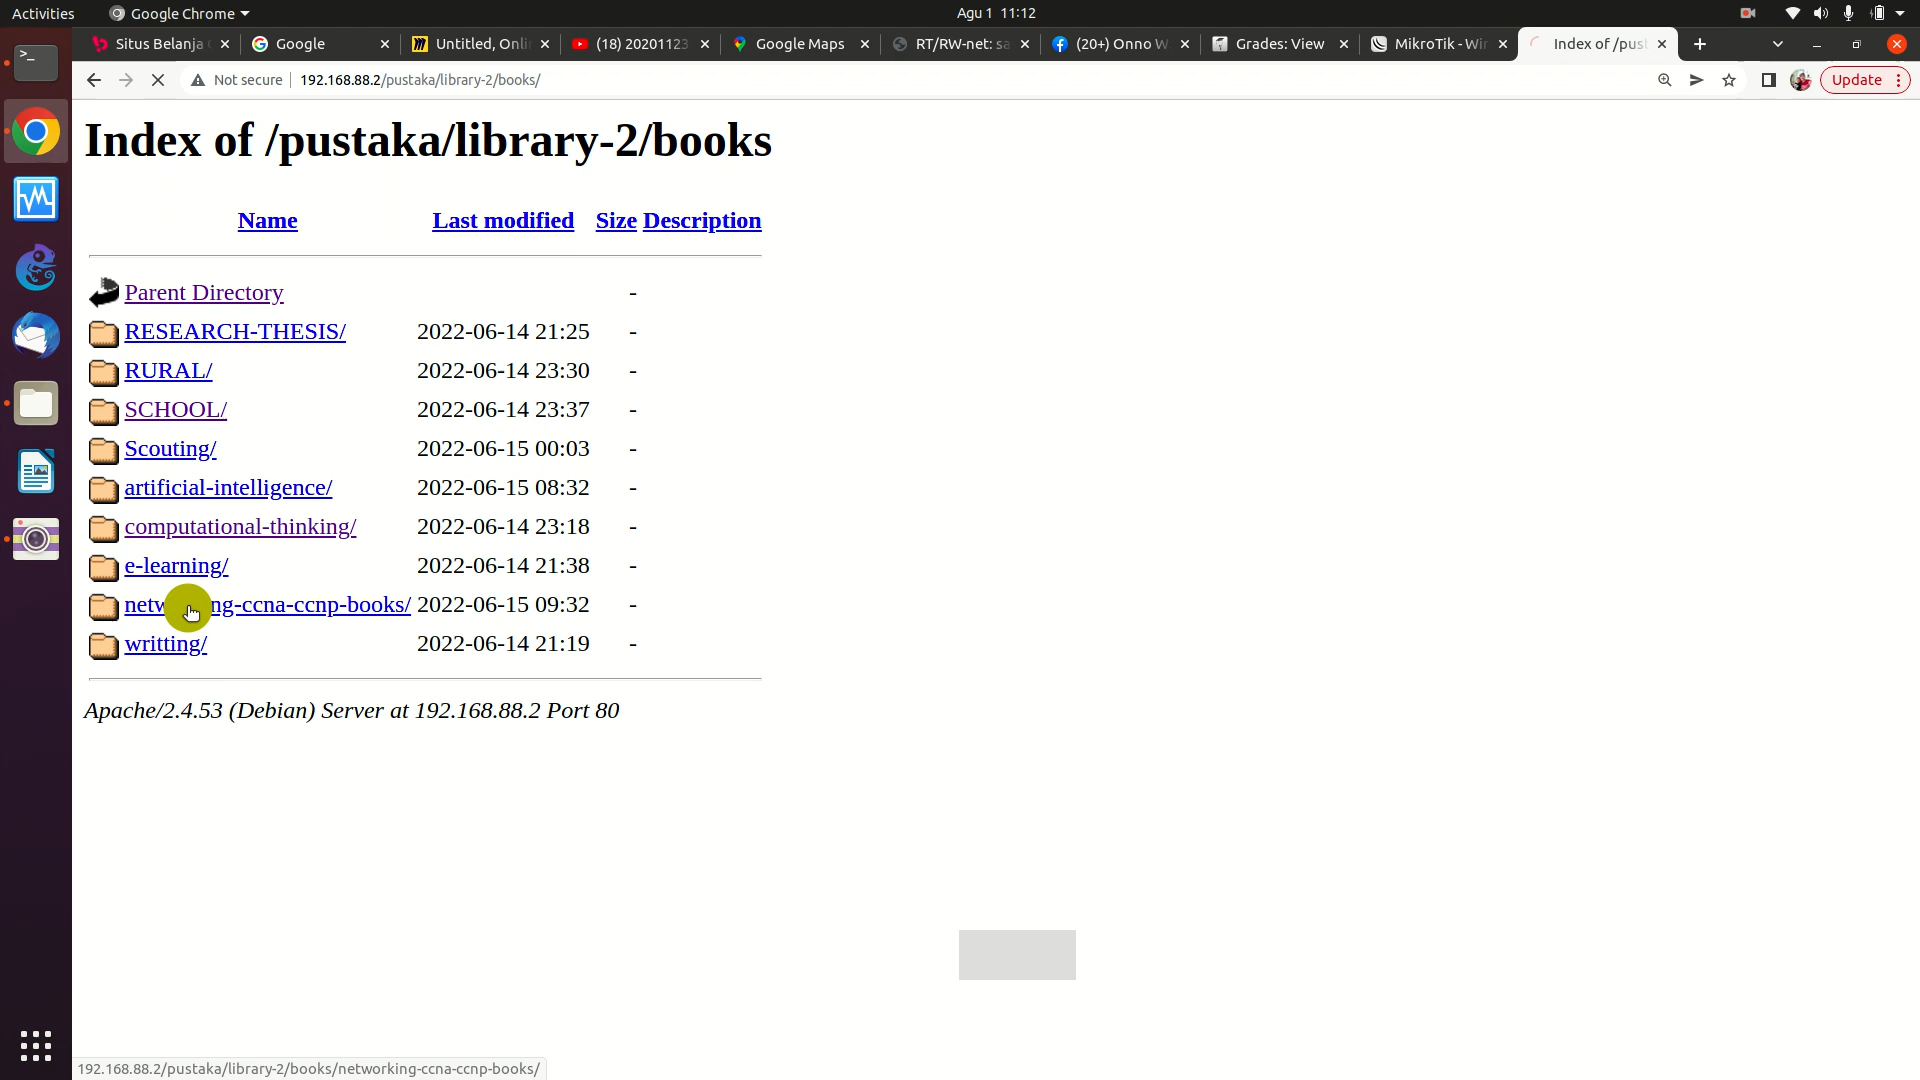 Activities
Google Chrome
Agu 1 11:12
Situs Belanja
Google
Untitled, Onli
(18) 20201123
Google Maps
RT/RW-net: sa
(20+) Onno W
Grades: View
MikroTik - Wir
Index of /pust
Not secure
192.168.88.2/pustaka/library-2/books/
Update
Index of /pustaka/library-2/books
Name Last modified Size Description
Parent Directory -
RESEARCH-THESIS/ 2022-06-14 21:25 -
RURAL/ 2022-06-14 23:30 -
SCHOOL/ 2022-06-14 23:37 -
Scouting/ 2022-06-15 00:03 -
artificial-intelligence/ 2022-06-15 08:32 -
computational-thinking/ 2022-06-14 23:18 -
e-learning/ 2022-06-14 21:38 -
networking-ccna-ccnp-books/ 2022-06-15 09:32 -
writting/ 2022-06-14 21:19 -
Apache/2.4.53 (Debian) Server at 192.168.88.2 Port 80
192.168.88.2/pustaka/library-2/books/networking-ccna-ccnp-books/